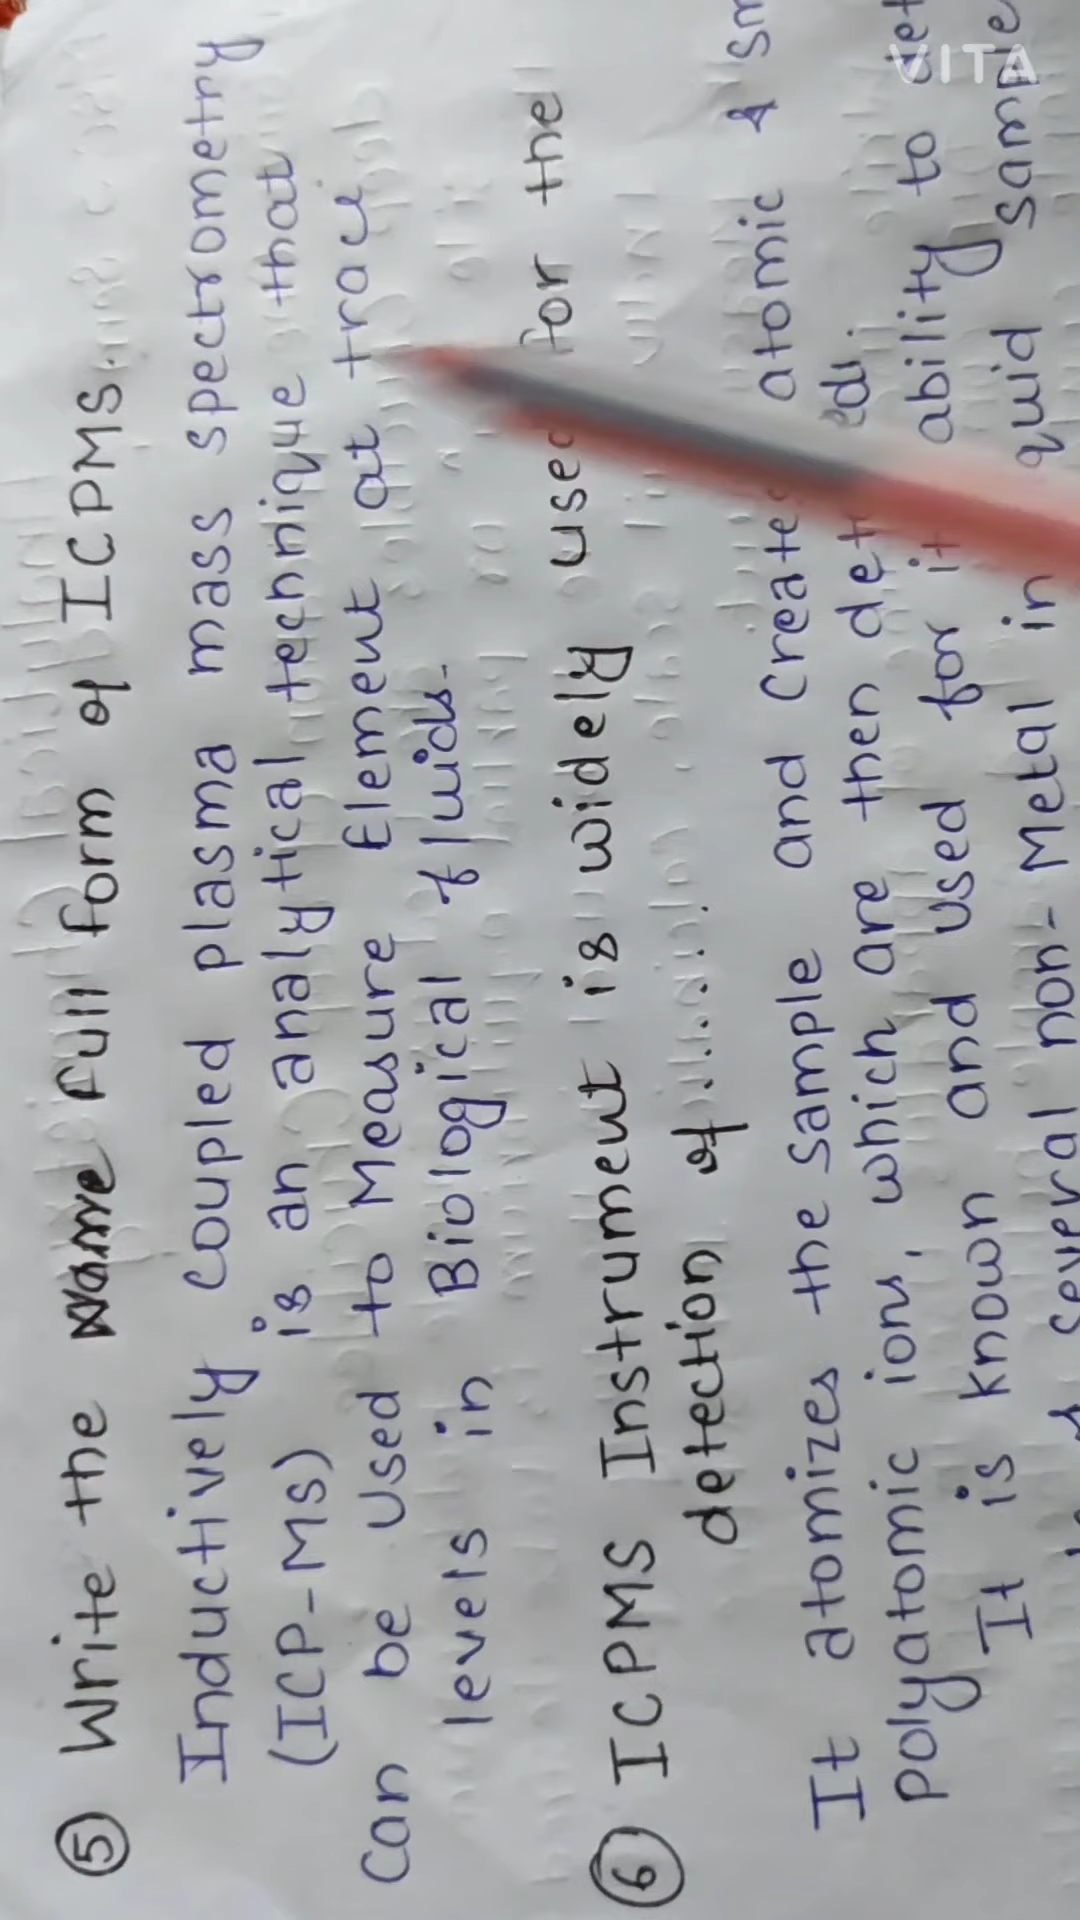 ⑤ Write the name full form of ICPMS.
Inductively coupled plasma mass spectrometry
(ICP-MS) is an analytical technique that
can be used to Measure Element at trace
levels in Biological fluids.
⑥ ICPMS Instrument is widely used for the
detection of ..........
It atomizes the sample and creates atomic & sm
polyatomic ions, which are then det
It is known and used for it ability to det
several non-Metal in quid sample
VITA